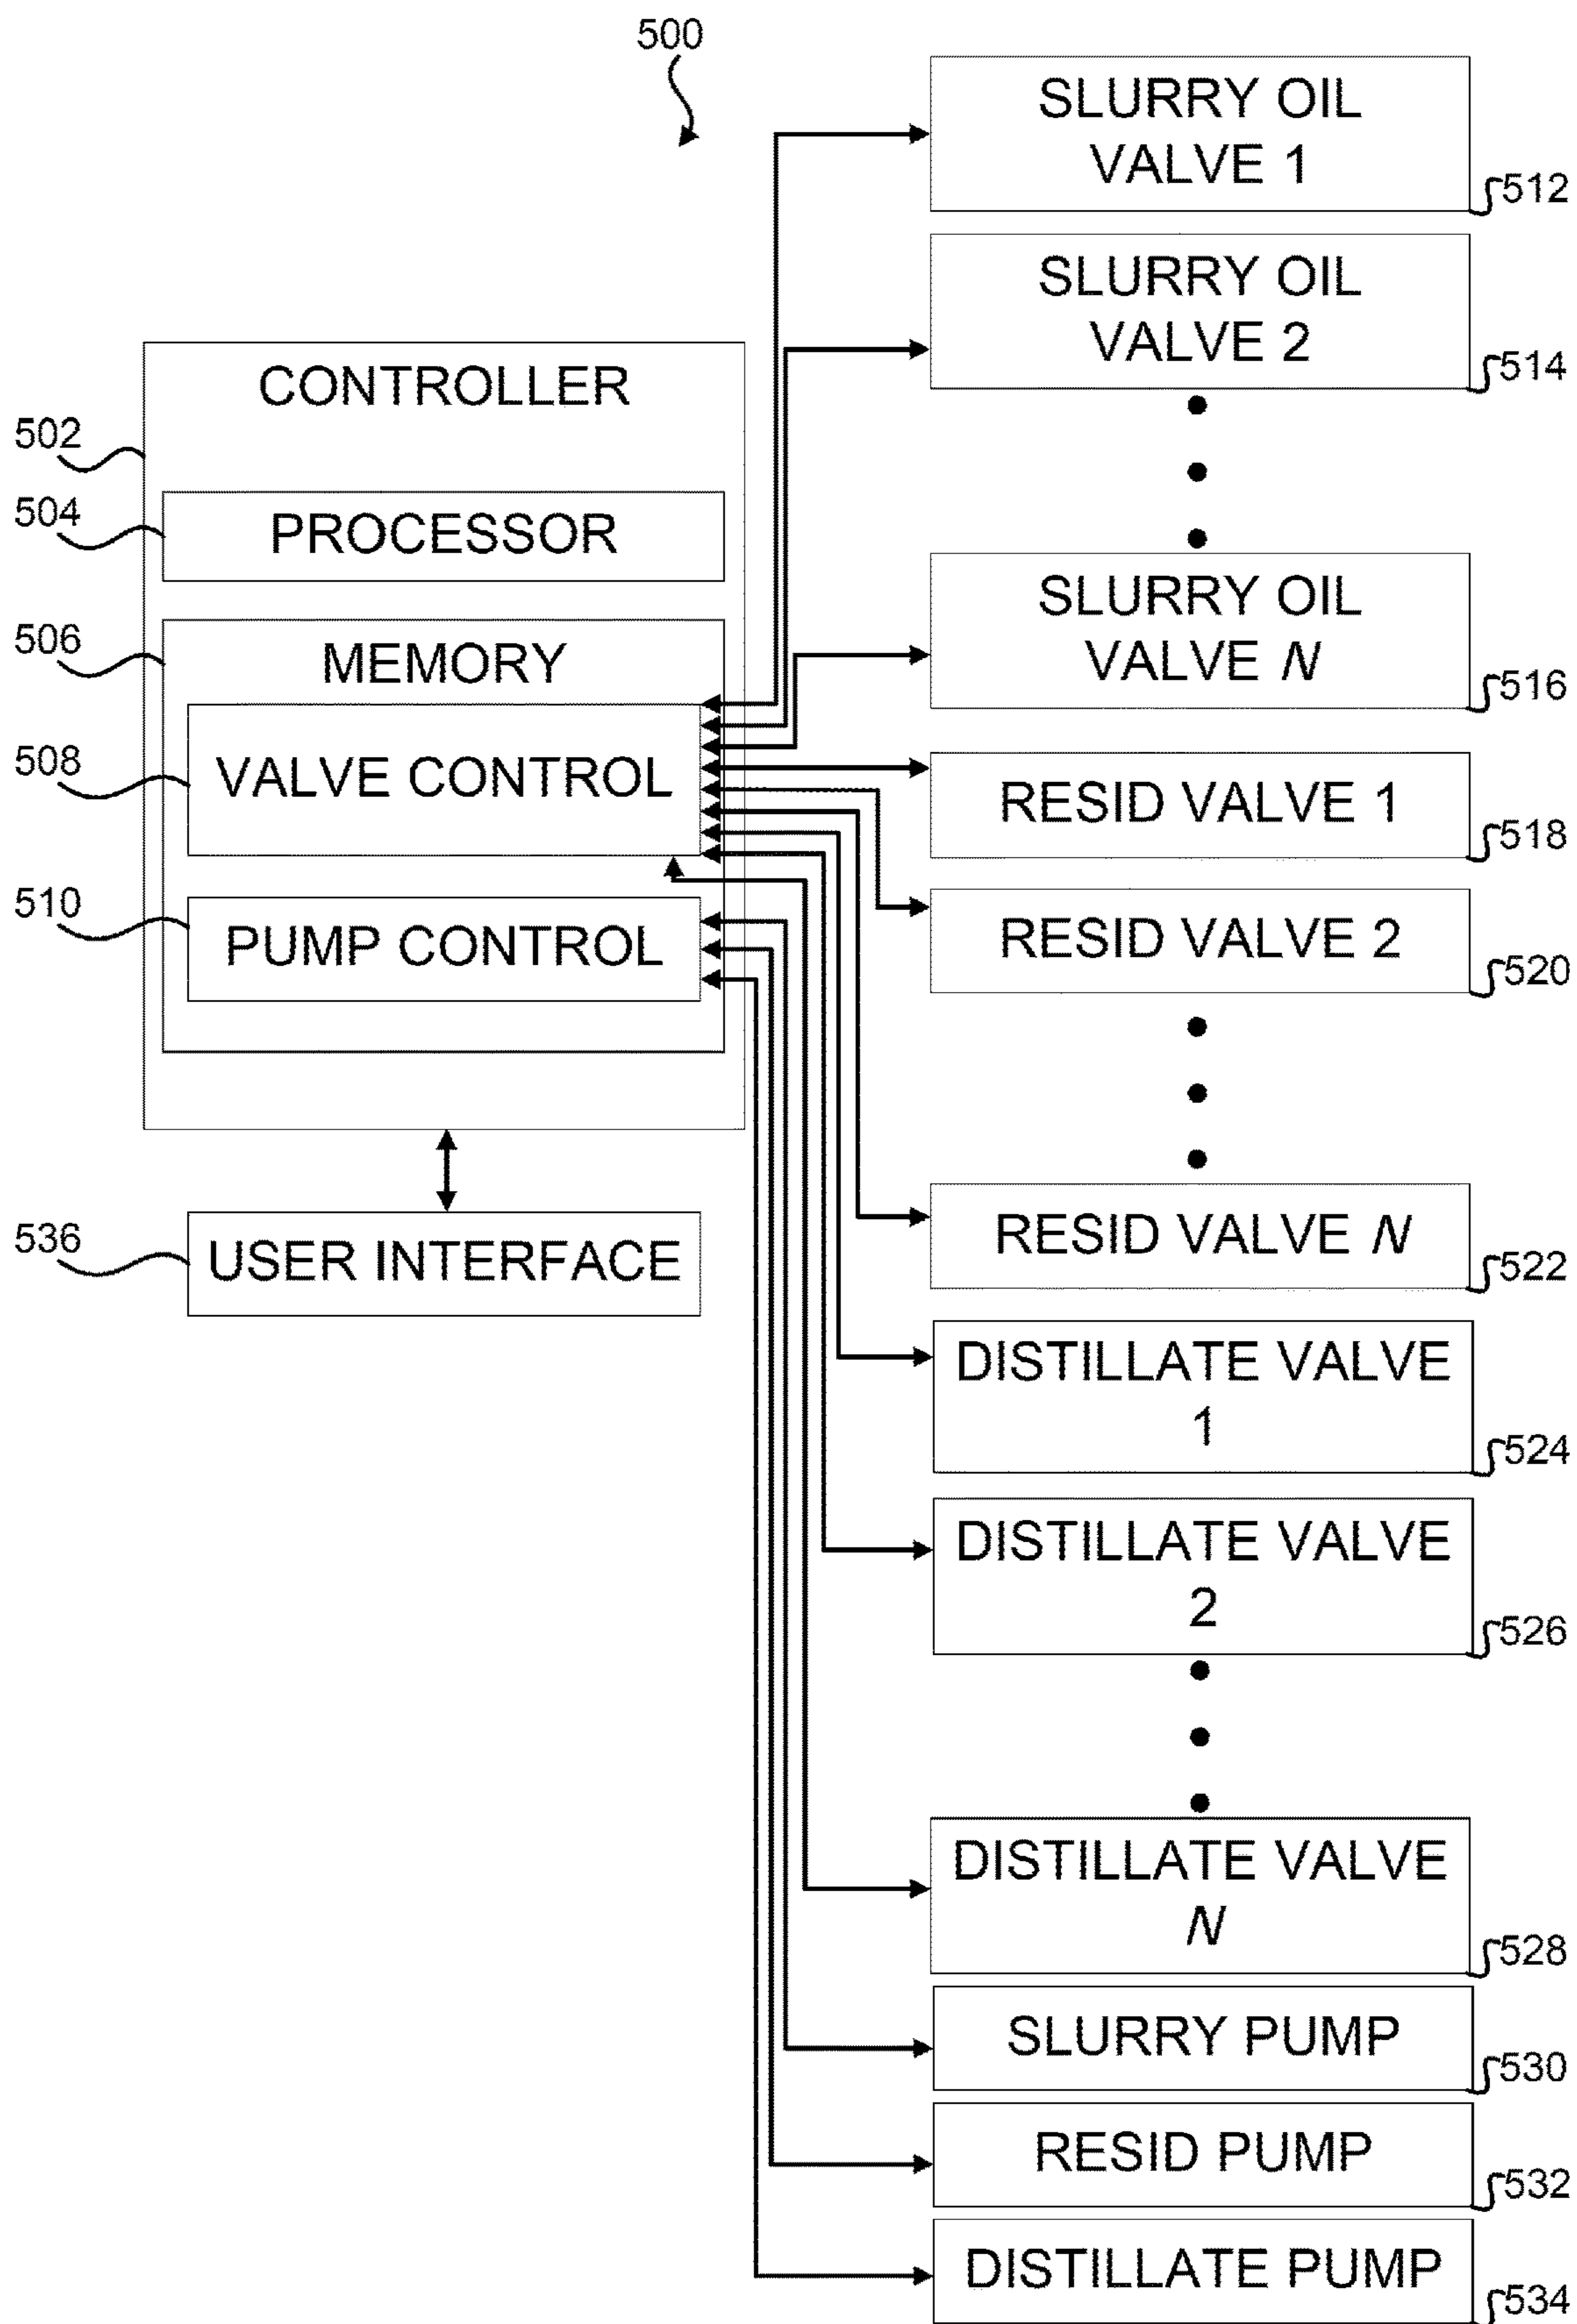 500
SLURRY OIL
VALVE 1
512
SLURRY OIL
VALVE 2
514
CONTROLLER
502
504
PROCESSOR
SLURRY OIL
VALVE N
516
506
MEMORY
508
VALVE CONTROL
RESID VALVE 1
518
510
PUMP CONTROL
RESID VALVE 2
520
536
USER INTERFACE
RESID VALVE N
522
DISTILLATE VALVE
1
524
DISTILLATE VALVE
2
526
DISTILLATE VALVE
N
528
SLURRY PUMP
530
RESID PUMP
532
DISTILLATE PUMP
534